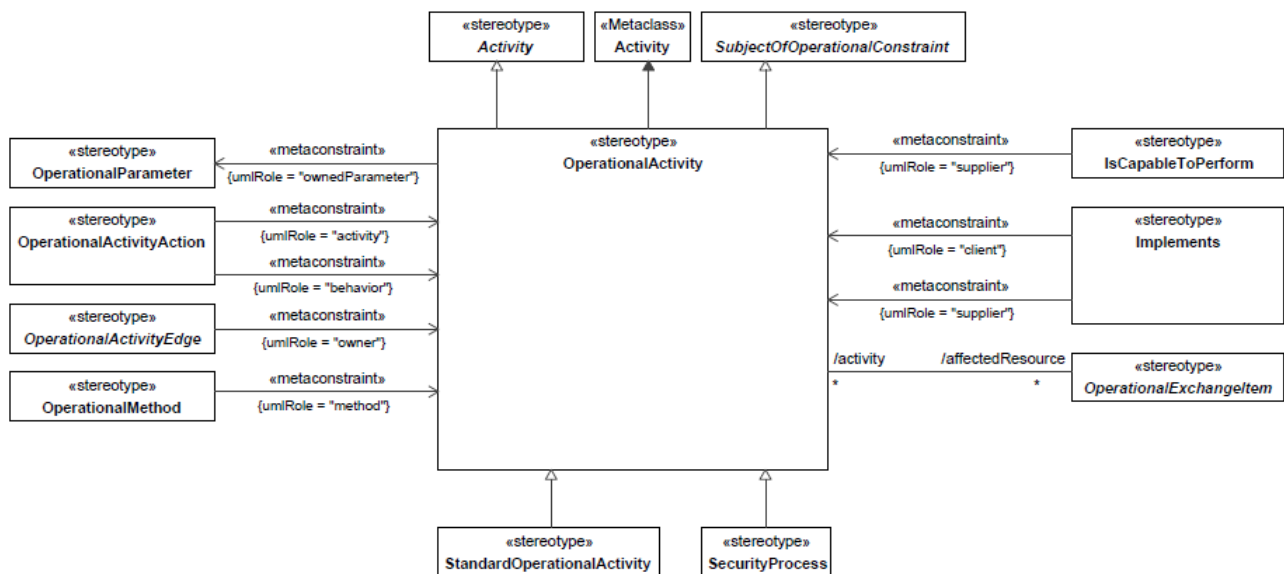 «stereotype»
Activity
«Metaclass»
Activity
«stereotype»
SubjectOfOperationalConstraint
«stereotype»
OperationalActivity
«stereotype»
OperationalParameter
«metaconstraint»
{umlRole = "ownedParameter"}
«stereotype»
OperationalActivityAction
«metaconstraint»
{umlRole = "activity"}
«metaconstraint»
{umlRole = "behavior"}
«stereotype»
OperationalActivityEdge
«metaconstraint»
{umlRole = "owner"}
«stereotype»
OperationalMethod
«metaconstraint»
{umlRole = "method"}
«metaconstraint»
{umlRole = "supplier"}
«stereotype»
IsCapableToPerform
«metaconstraint»
{umlRole = "client"}
«stereotype»
Implements
«metaconstraint»
{umlRole = "supplier"}
/activity
/affectedResource
*
*
«stereotype»
OperationalExchangeItem
«stereotype»
StandardOperationalActivity
«stereotype»
SecurityProcess